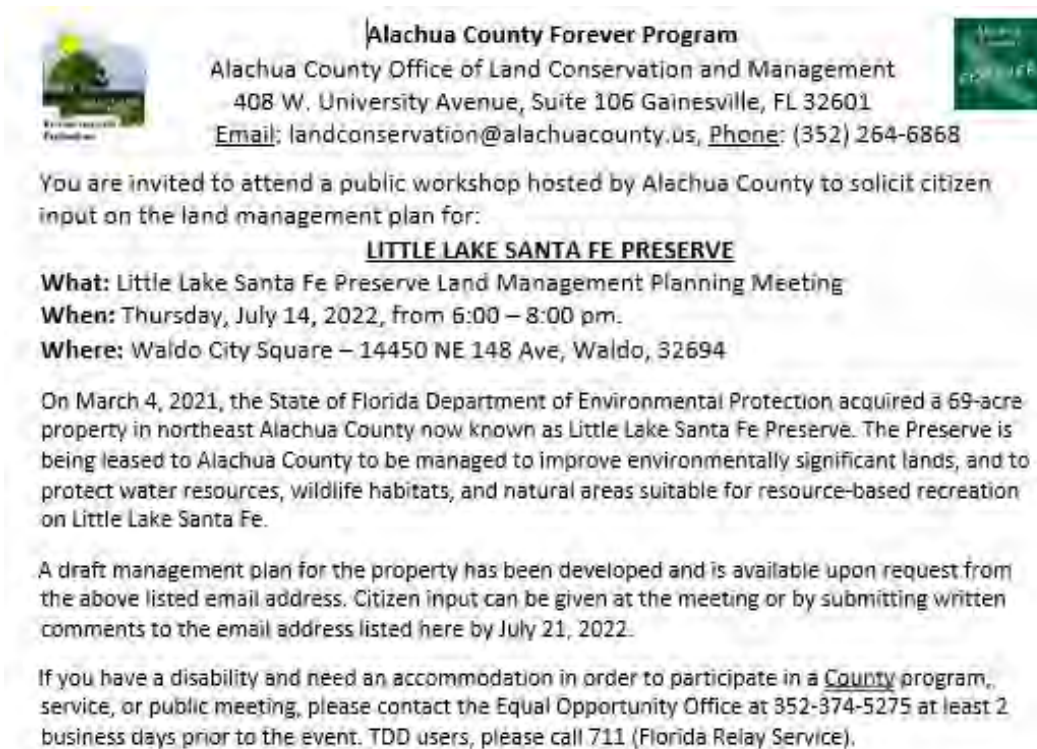 Alachua County Forever Program
Alachua County Office of Land Conservation and Management
408 W. University Avenue, Suite 106 Gainesville, FL 32601
Email: landconservation@alachuacounty.us, Phone: (352) 264-6868
You are invited to attend a public workshop hosted by Alachua County to solicit citizen
input on the land management plan for:
LITTLE LAKE SANTA FE PRESERVE
What: Little Lake Santa Fe Preserve Land Management Planning Meeting
When: Thursday, July 14, 2022, from 6:00 – 8:00 pm.
Where: Waldo City Square – 14450 NE 148 Ave, Waldo, 32694
On March 4, 2021, the State of Florida Department of Environmental Protection acquired a 69-acre
property in northeast Alachua County now known as Little Lake Santa Fe Preserve. The Preserve is
being leased to Alachua County to be managed to improve environmentally significant lands, and to
protect water resources, wildlife habitats, and natural areas suitable for resource-based recreation
on Little Lake Santa Fe.
A draft management plan for the property has been developed and is available upon request from
the above listed email address. Citizen input can be given at the meeting or by submitting written
comments to the email address listed here by July 21, 2022.
If you have a disability and need an accommodation in order to participate in a County program,
service, or public meeting, please contact the Equal Opportunity Office at 352-374-5275 at least 2
business days prior to the event. TDD users, please call 711 (Florida Relay Service).